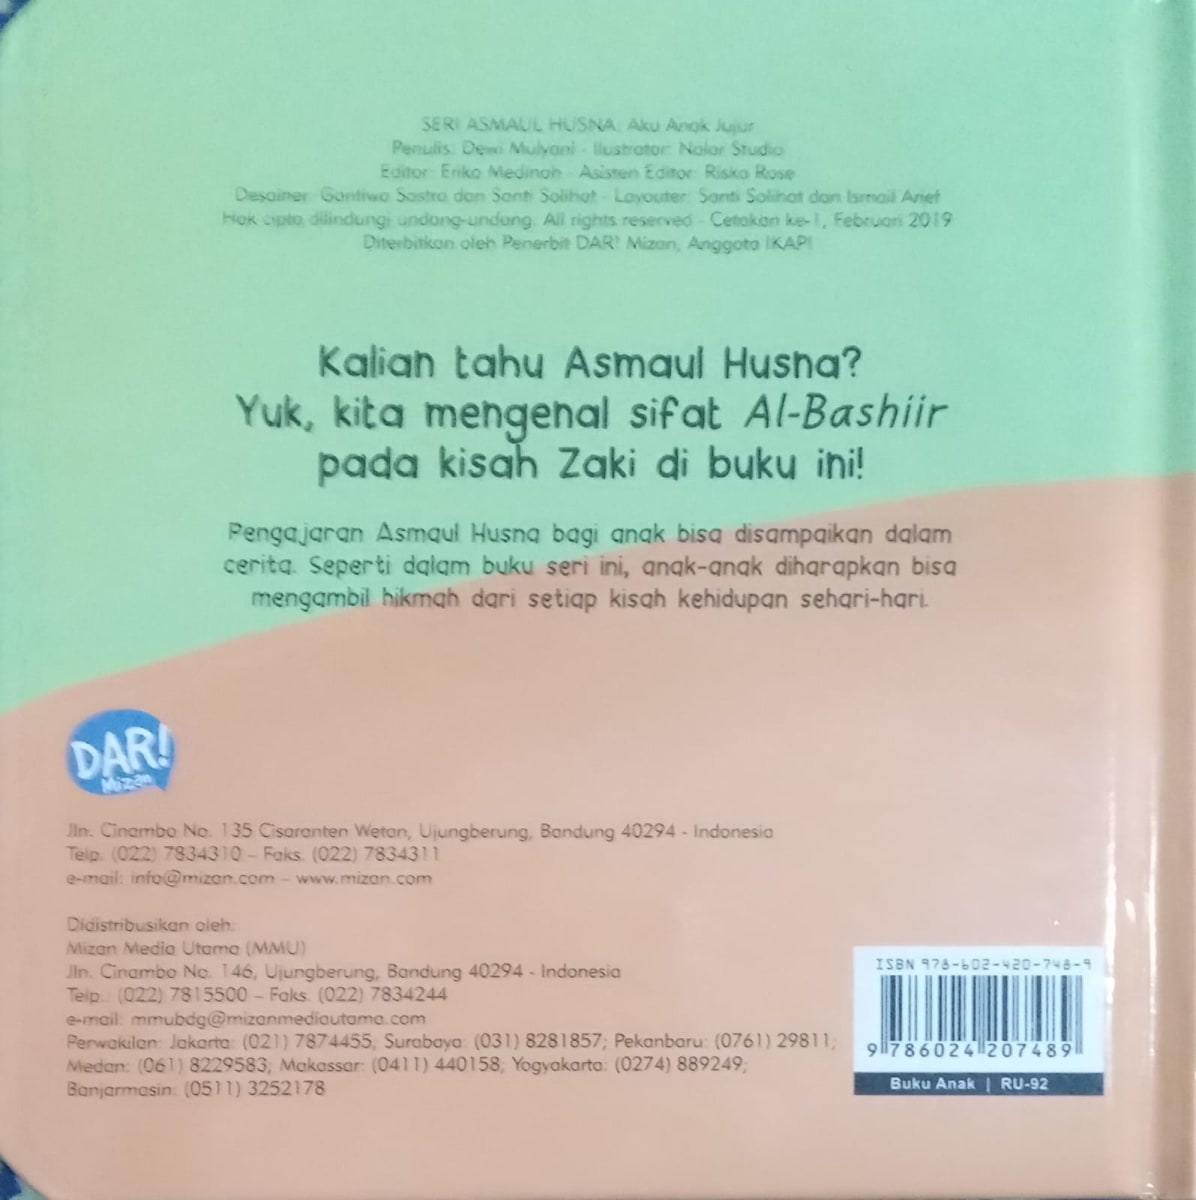 SERI ASMAUL HUSNA: Aku Anak Jujur
Penulis: Dewi Mulyani - Ilustrator: Nalar Studio
Editor: Erika Medinah - Asisten Editor: Riska Rose
Desainer: Gantiwa Sastra dan Santi Solihat - Layouter: Santi Solihat dan Ismail Arief
Hak cipta dilindungi undang-undang. All rights reserved - Cetakan ke-1, Februari 2019
Diterbitkan oleh Penerbit DAR! Mizan, Anggota IKAPI
Kalian tahu Asmaul Husna?
Yuk, kita mengenal sifat Al-Bashiir
pada kisah Zaki di buku ini!
Pengajaran Asmaul Husna bagi anak bisa disampaikan dalam
cerita. Seperti dalam buku seri ini, anak-anak diharapkan bisa
mengambil hikmah dari setiap kisah kehidupan sehari-hari.
DAR!
Mizan
Jln. Cinambo No. 135 Cisaranten Wetan, Ujungberung, Bandung 40294 - Indonesia
Telp. (022) 7834310 – Faks. (022) 7834311
e-mail: info@mizan.com – www.mizan.com
Didistribusikan oleh:
Mizan Media Utama (MMU)
Jln. Cinambo No. 146, Ujungberung, Bandung 40294 - Indonesia
Telp.: (022) 7815500 – Faks. (022) 7834244
e-mail: mmubdg@mizanmediautama.com
Perwakilan: Jakarta: (021) 7874455; Surabaya: (031) 8281857; Pekanbaru: (0761) 29811;
Medan: (061) 8229583; Makassar: (0411) 440158; Yogyakarta: (0274) 889249;
Banjarmasin: (0511) 3252178
ISBN 978-602-420-748-9
9 786024 207489
Buku Anak | RU-92